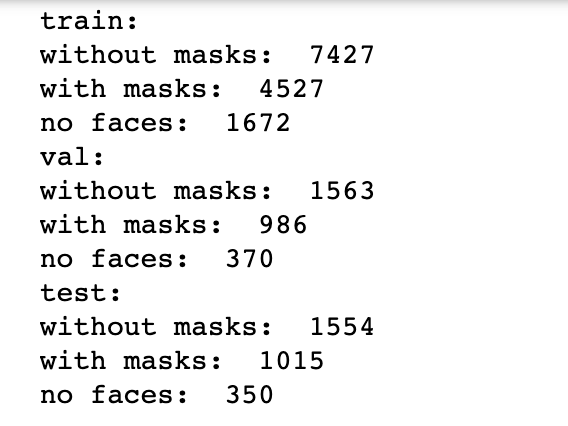 train:
without masks:  7427
with masks:  4527
no faces:  1672
val:
without masks:  1563
with masks:  986
no faces:  370
test:
without masks:  1554
with masks:  1015
no faces:  350